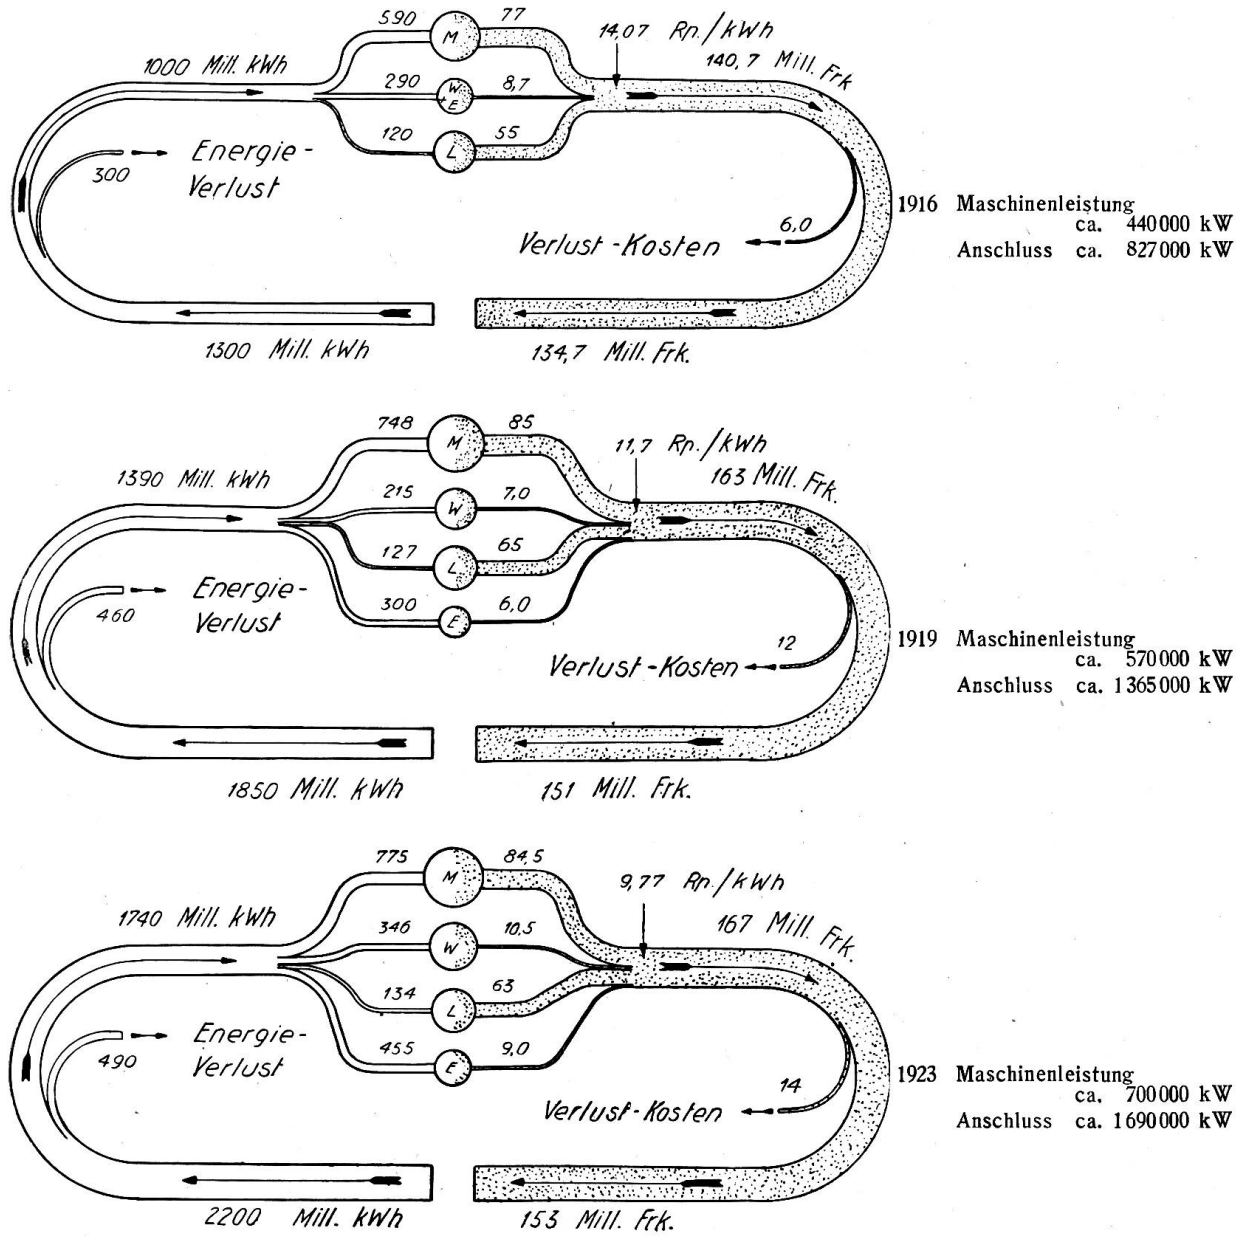 590
77
14,07 Rp./kWh
1000 Mill. kWh
M
140,7 Mill. Frk
290
W+E
8,7
120
L
55
300
Energie-
Verlust
6,0
Verlust-Kosten
1916 Maschinenleistung
ca. 440000 kW
Anschluss ca. 827000 kW
1300 Mill. kWh
134,7 Mill. Frk.
748
85
11,7 Rp./kWh
1390 Mill. kWh
M
163 Mill. Frk.
215
W
7,0
127
L
65
300
E
6,0
460
Energie-
Verlust
12
Verlust-Kosten
1919 Maschinenleistung
ca. 570000 kW
Anschluss ca. 1365000 kW
1850 Mill. kWh
151 Mill. Frk.
775
84,5
9,77 Rp./kWh
1740 Mill. kWh
M
167 Mill. Frk.
346
W
10,5
134
L
63
455
E
9,0
490
Energie-
Verlust
14
Verlust-Kosten
1923 Maschinenleistung
ca. 700000 kW
Anschluss ca. 1690000 kW
2200 Mill. kWh
153 Mill. Frk.